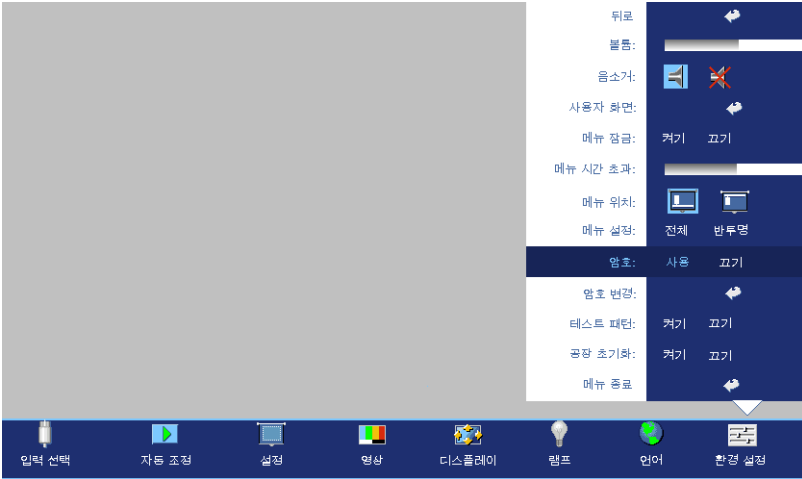 뒤로
볼륨:
음소거:
사용자 화면:
메뉴 잠금: 켜기 끄기
메뉴 시간 초과:
메뉴 위치:
메뉴 설정: 전체 반투명
암호: 사용 끄기
암호 변경:
테스트 패턴: 켜기 끄기
공장 초기화: 켜기 끄기
메뉴 종료
입력 선택 자동 조정 설정 영상 디스플레이 램프 언어 환경 설정